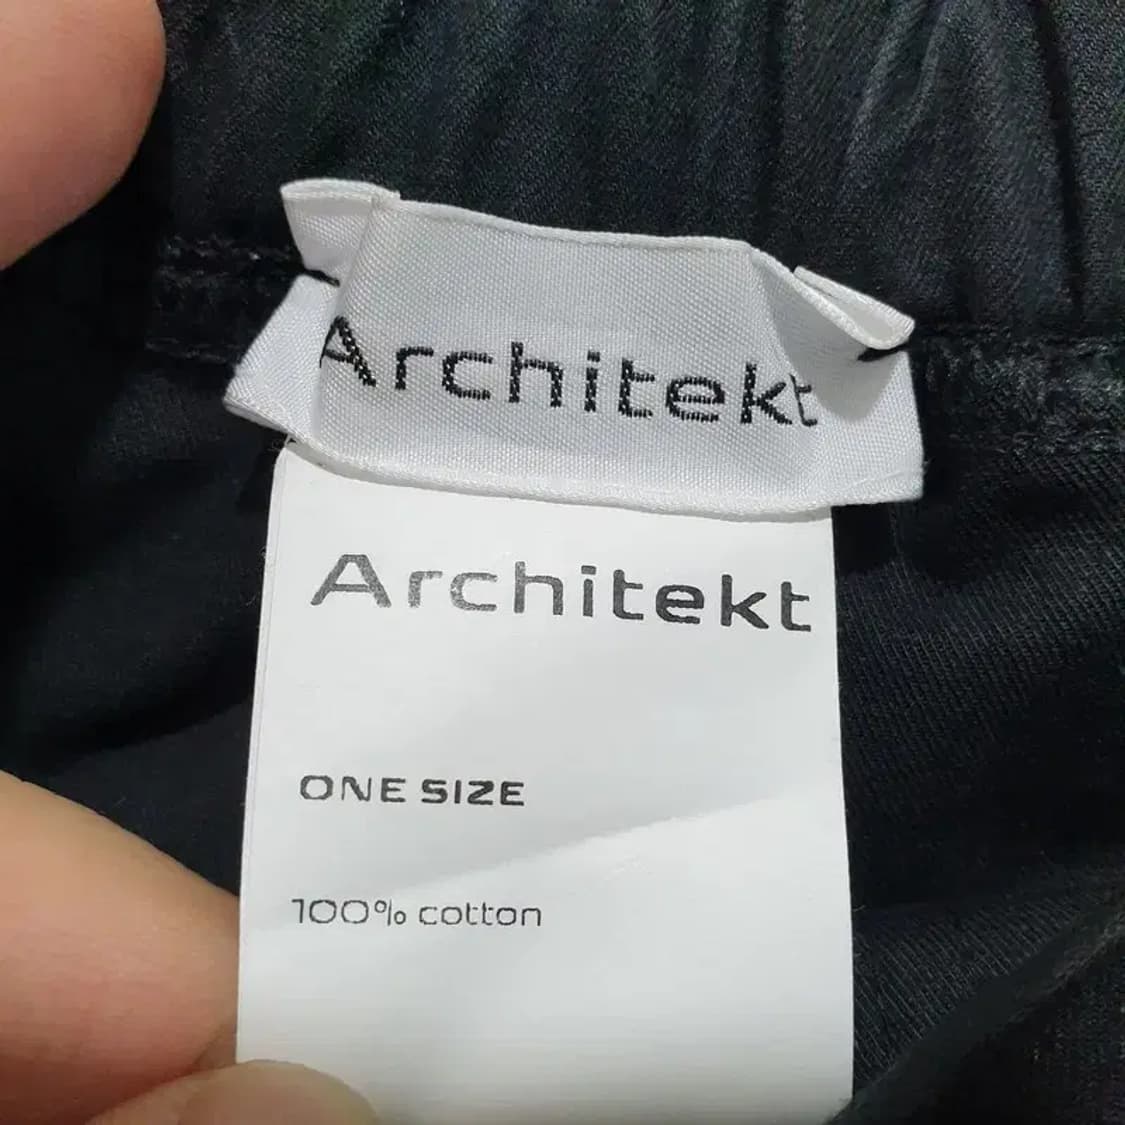 Architekt
Architekt
ONE SIZE
100% cotton